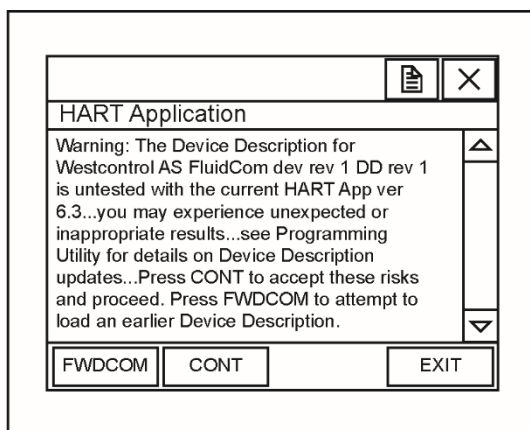 HART Application
Warning: The Device Description for
Westcontrol AS FluidCom dev rev 1 DD rev 1
is untested with the current HART App ver
6.3...you may experience unexpected or
inappropriate results...see Programming
Utility for details on Device Description
updates...Press CONT to accept these risks
and proceed. Press FWDCOM to attempt to
load an earlier Device Description.
FWDCOM CONT EXIT